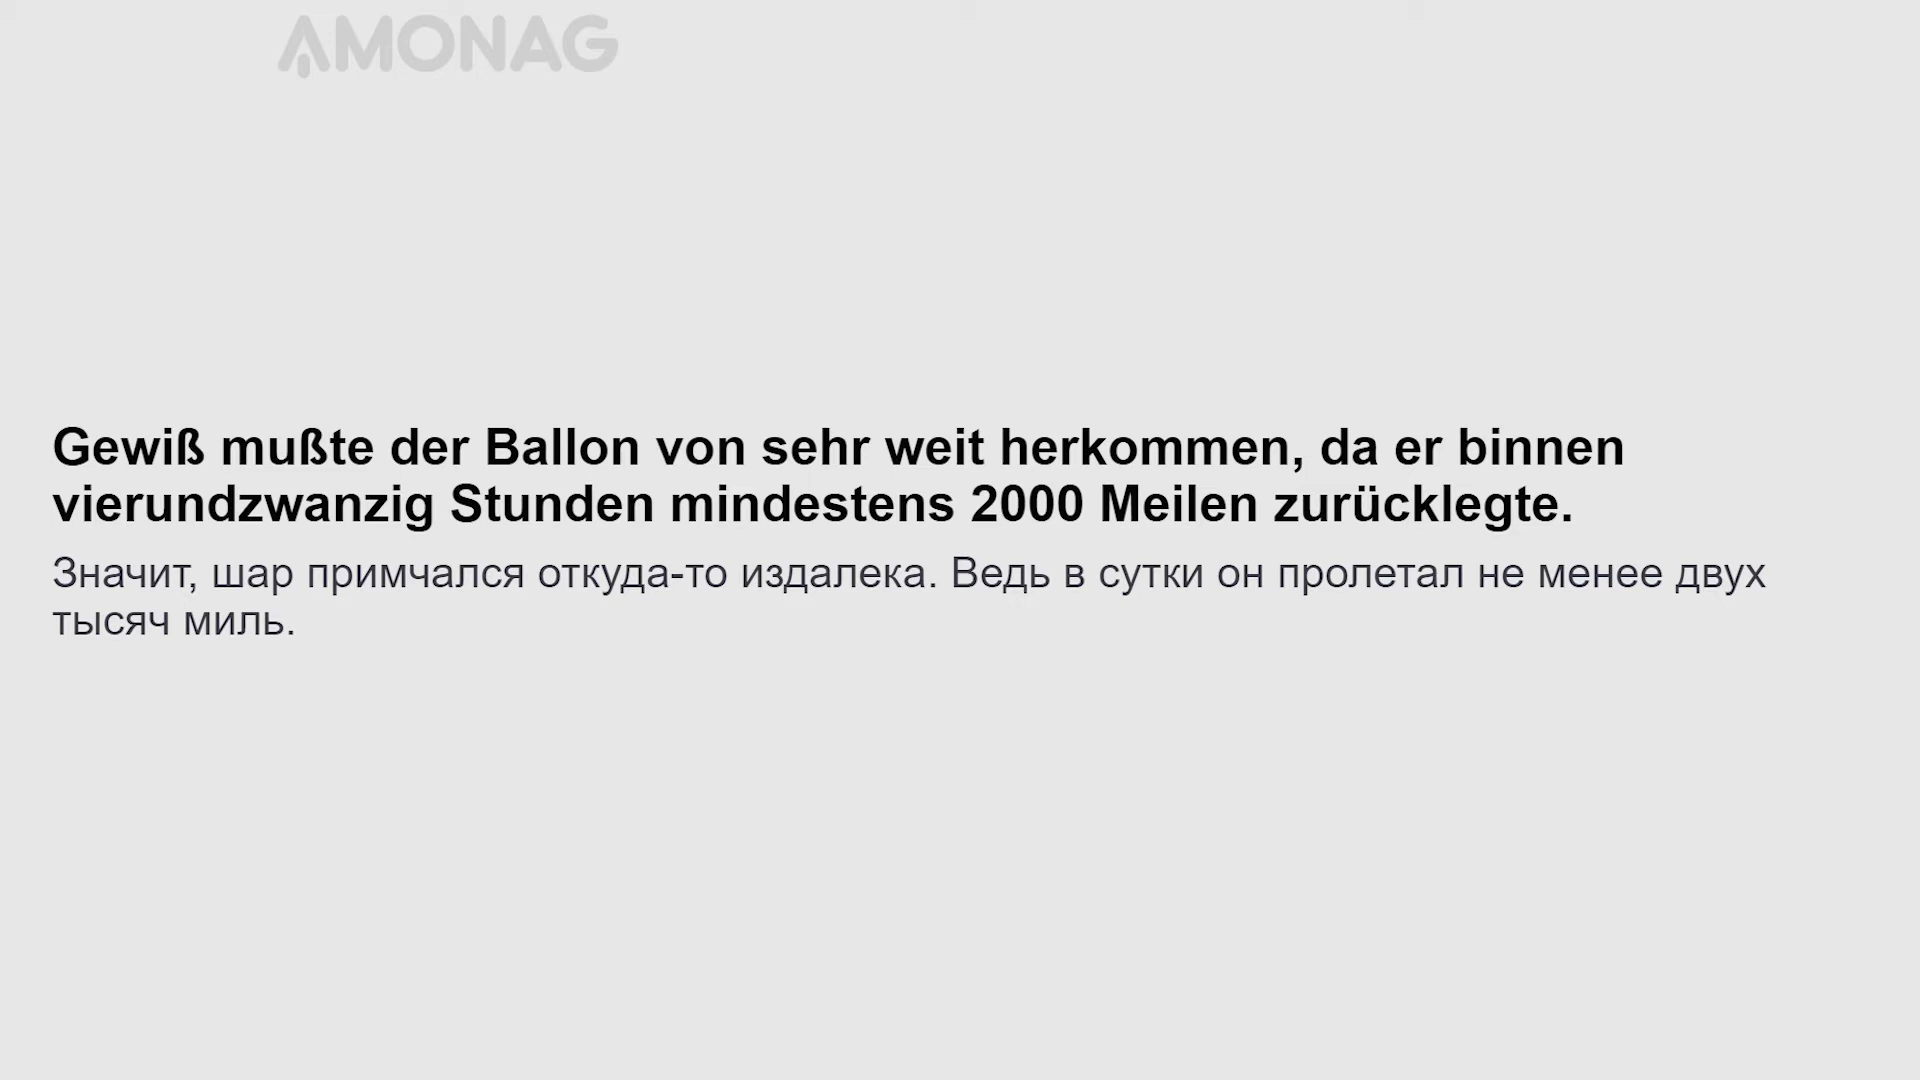 AMONAG
Gewiß mußte der Ballon von sehr weit herkommen, da er binnen
vierundzwanzig Stunden mindestens 2000 Meilen zurücklegte.
Значит, шар примчался откуда-то издалека. Ведь в сутки он пролетал не менее двух
тысяч миль.